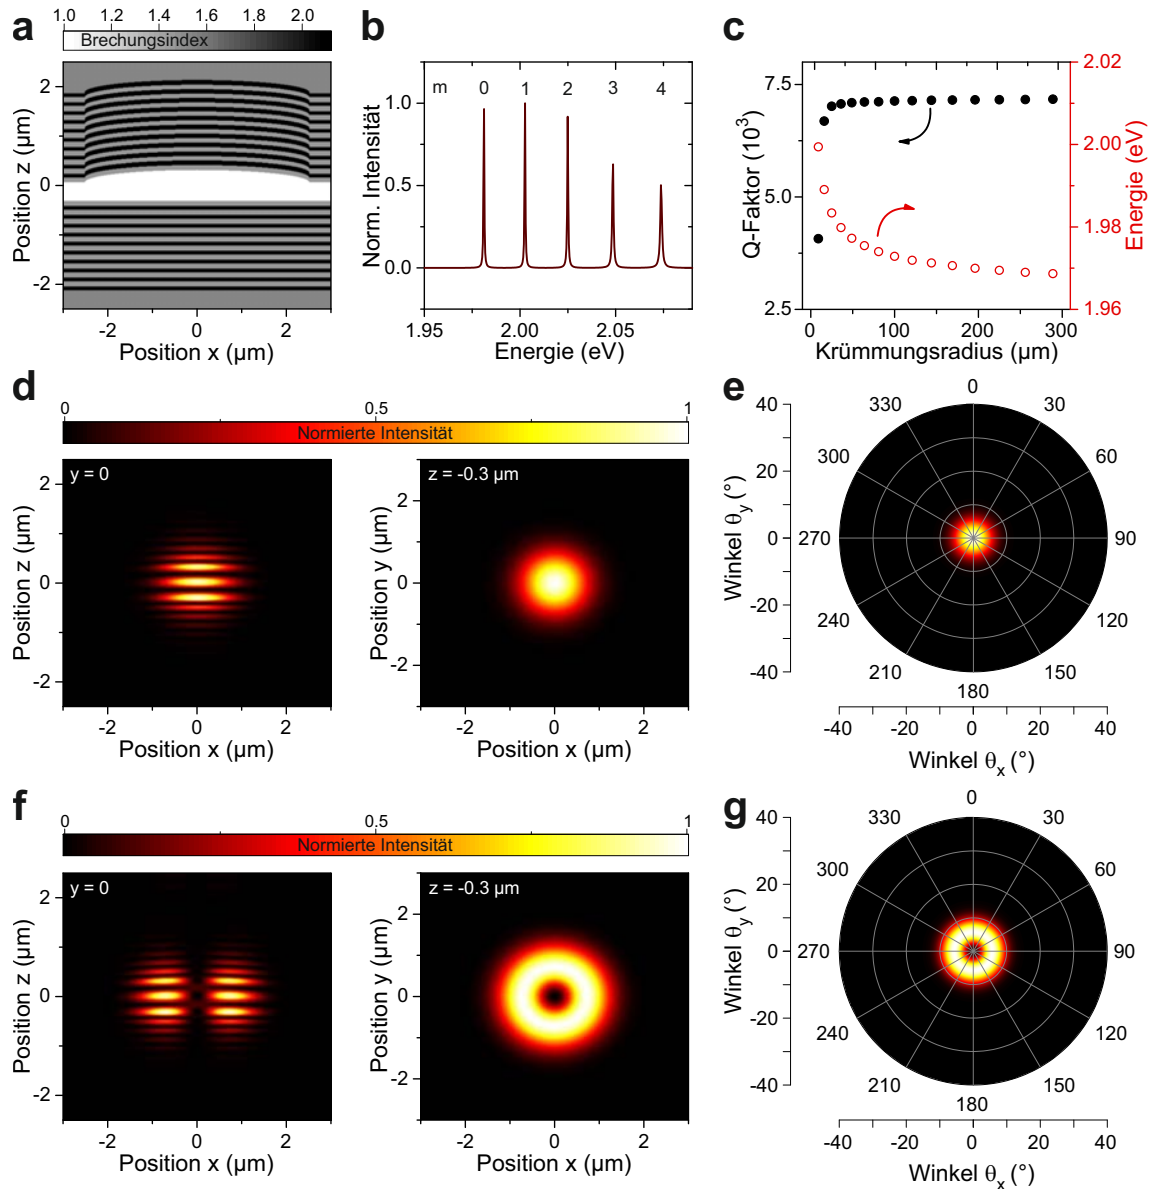 a
1.0 1.2 1.4 1.6 1.8 2.0
Brechungsindex
2
0
-2
Position z (µm)
-2 0 2
Position x (µm)
b
m 0 1 2 3 4
1.0
0.5
0.0
Norm. Intensität
1.95 2.00 2.05
Energie (eV)
c
7.5
5.0
2.5
Q-Faktor (10³)
2.02
2.00
1.98
1.96
Energie (eV)
0 100 200 300
Krümmungsradius (µm)
d
0 0.5 1
Normierte Intensität
y = 0
2
0
-2
Position z (µm)
-2 0 2
Position x (µm)
z = -0.3 µm
2
0
-2
Position y (µm)
-2 0 2
Position x (µm)
e
40
20
0
-20
-40
Winkel θy (°)
0
330 30
300 60
270 90
240 120
210 150
180
40 20 0 20 40
Winkel θx (°)
f
0 0.5 1
Normierte Intensität
y = 0
2
0
-2
Position z (µm)
-2 0 2
Position x (µm)
z = -0.3 µm
2
0
-2
Position y (µm)
-2 0 2
Position x (µm)
g
40
20
0
-20
-40
Winkel θy (°)
0
330 30
300 60
270 90
240 120
210 150
180
40 20 0 20 40
Winkel θx (°)